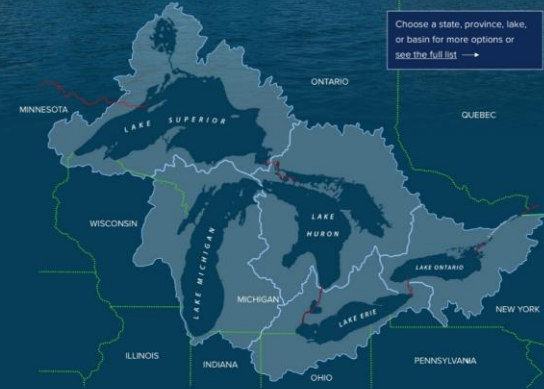 Choose a state, province, lake,
or basin for more options or
see the full list →
ONTARIO
MINNESOTA
QUEBEC
LAKE SUPERIOR
WISCONSIN
LAKE
HURON
LAKE MICHIGAN
LAKE ONTARIO
MICHIGAN
NEW YORK
LAKE ERIE
ILLINOIS
INDIANA
OHIO
PENNSYLVANIA